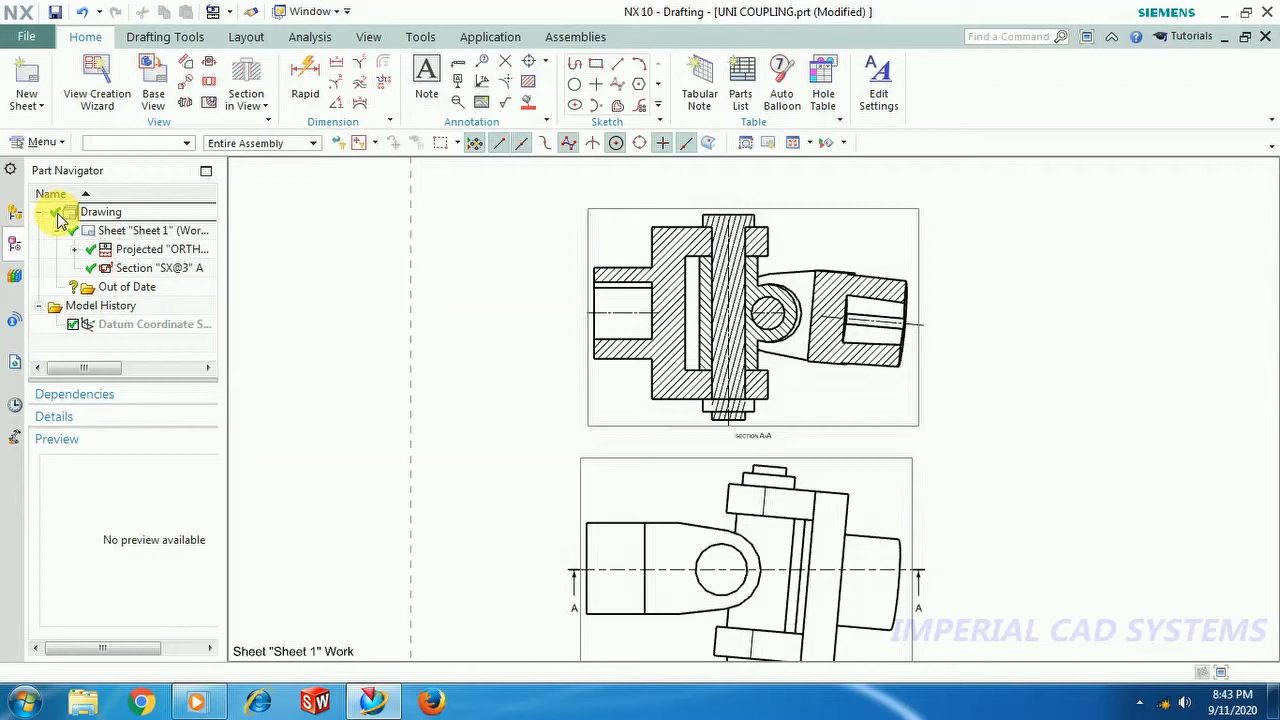 NX
Window
NX 10 - Drafting - [UNI COUPLING.prt (Modified) ]
SIEMENS
File
Home
Drafting Tools
Layout
Analysis
View
Tools
Application
Assemblies
Find a Command
Tutorials
New
Sheet
View Creation
Wizard
Base
View
Section
in View
Rapid
Note
Tabular
Note
Parts
List
Auto
Balloon
Hole
Table
Edit
Settings
View
Dimension
Annotation
Sketch
Table
Menu
Entire Assembly
Part Navigator
Name
Drawing
Sheet "Sheet 1" (Wor...
Projected "ORTH...
Section "SX@3" A
Out of Date
Model History
Datum Coordinate S...
Dependencies
Details
Preview
No preview available
SECTION A-A
A
A
Sheet "Sheet 1" Work
IMPERIAL CAD SYSTEMS
8:43 PM
9/11/2020